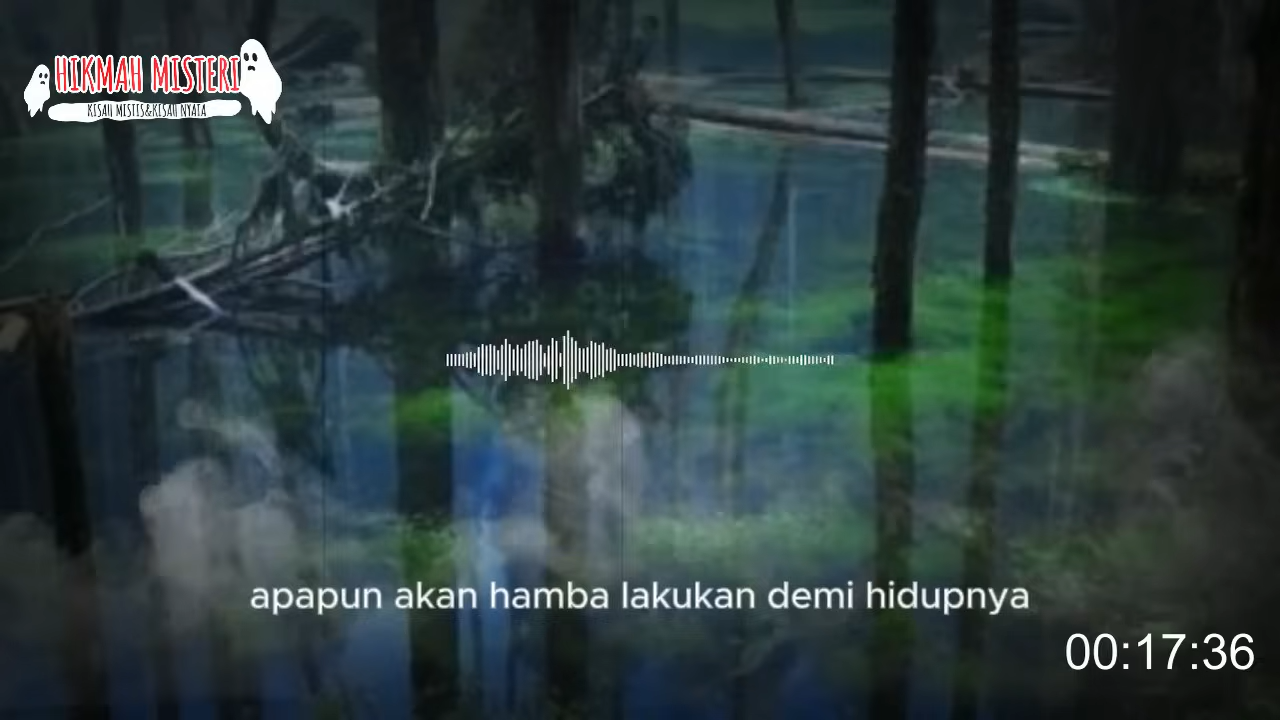 HIKMAH MISTERI
KISAH MISTIS&KISAH NYATA
apapun akan hamba lakukan demi hidupnya
00:17:36